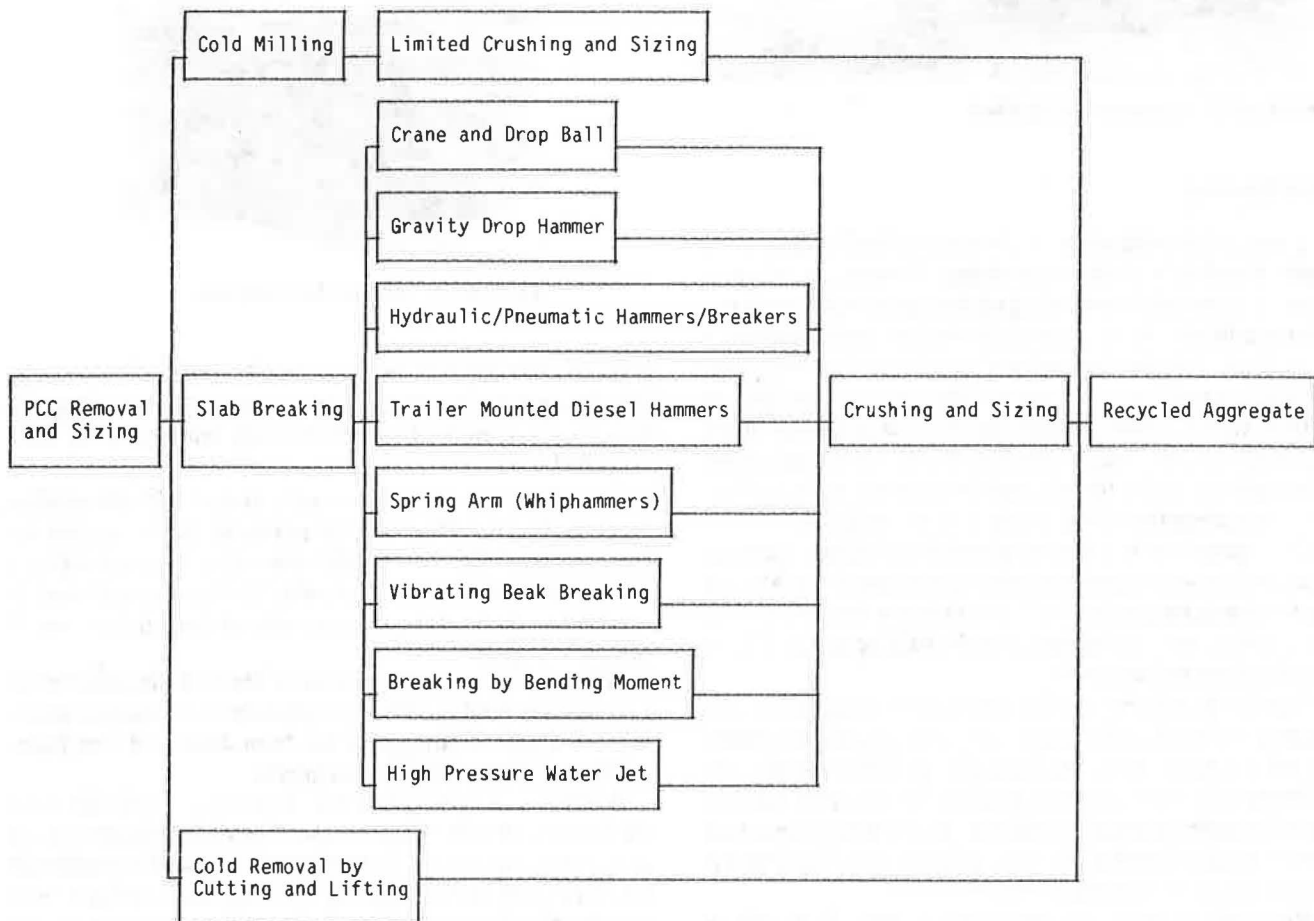 Cold Milling
Limited Crushing and Sizing
Crane and Drop Ball
Gravity Drop Hammer
Hydraulic/Pneumatic Hammers/Breakers
PCC Removal
and Sizing
Slab Breaking
Trailer Mounted Diesel Hammers
Crushing and Sizing
Recycled Aggregate
Spring Arm (Whiphammers)
Vibrating Beak Breaking
Breaking by Bending Moment
High Pressure Water Jet
Cold Removal by
Cutting and Lifting